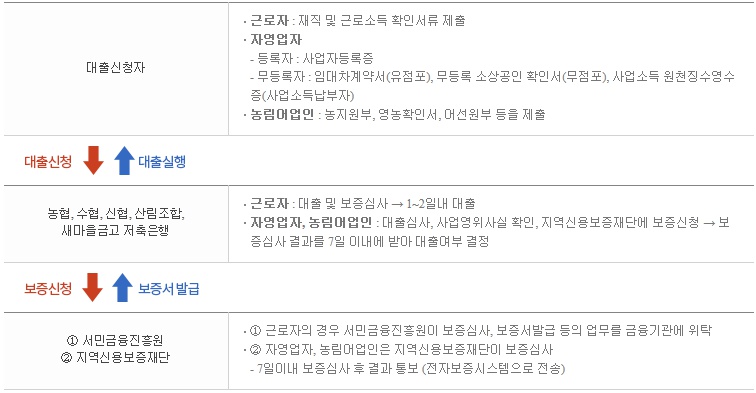 대출신청자
· 근로자 : 재직 및 근로소득 확인서류 제출
· 자영업자
- 등록자 : 사업자등록증
- 무등록자 : 임대차계약서(유점포), 무등록 소상공인 확인서(무점포), 사업소득 원천징수영수
증(사업소득납부자)
· 농림어업인 : 농지원부, 영농확인서, 어선원부 등을 제출
대출신청 대출실행
농협, 수협, 신협, 산림조합,
새마을금고 저축은행
· 근로자 : 대출 및 보증심사 → 1~2일내 대출
· 자영업자, 농림어업인 : 대출심사, 사업영위사실 확인, 지역신용보증재단에 보증신청 → 보
증심사 결과를 7일 이내에 받아 대출여부 결정
보증신청 보증서 발급
① 서민금융진흥원
② 지역신용보증재단
· ① 근로자의 경우 서민금융진흥원이 보증심사, 보증서발급 등의 업무를 금융기관에 위탁
· ② 자영업자, 농림어업인은 지역신용보증재단이 보증심사
- 7일이내 보증심사 후 결과 통보 (전자보증시스템으로 전송)